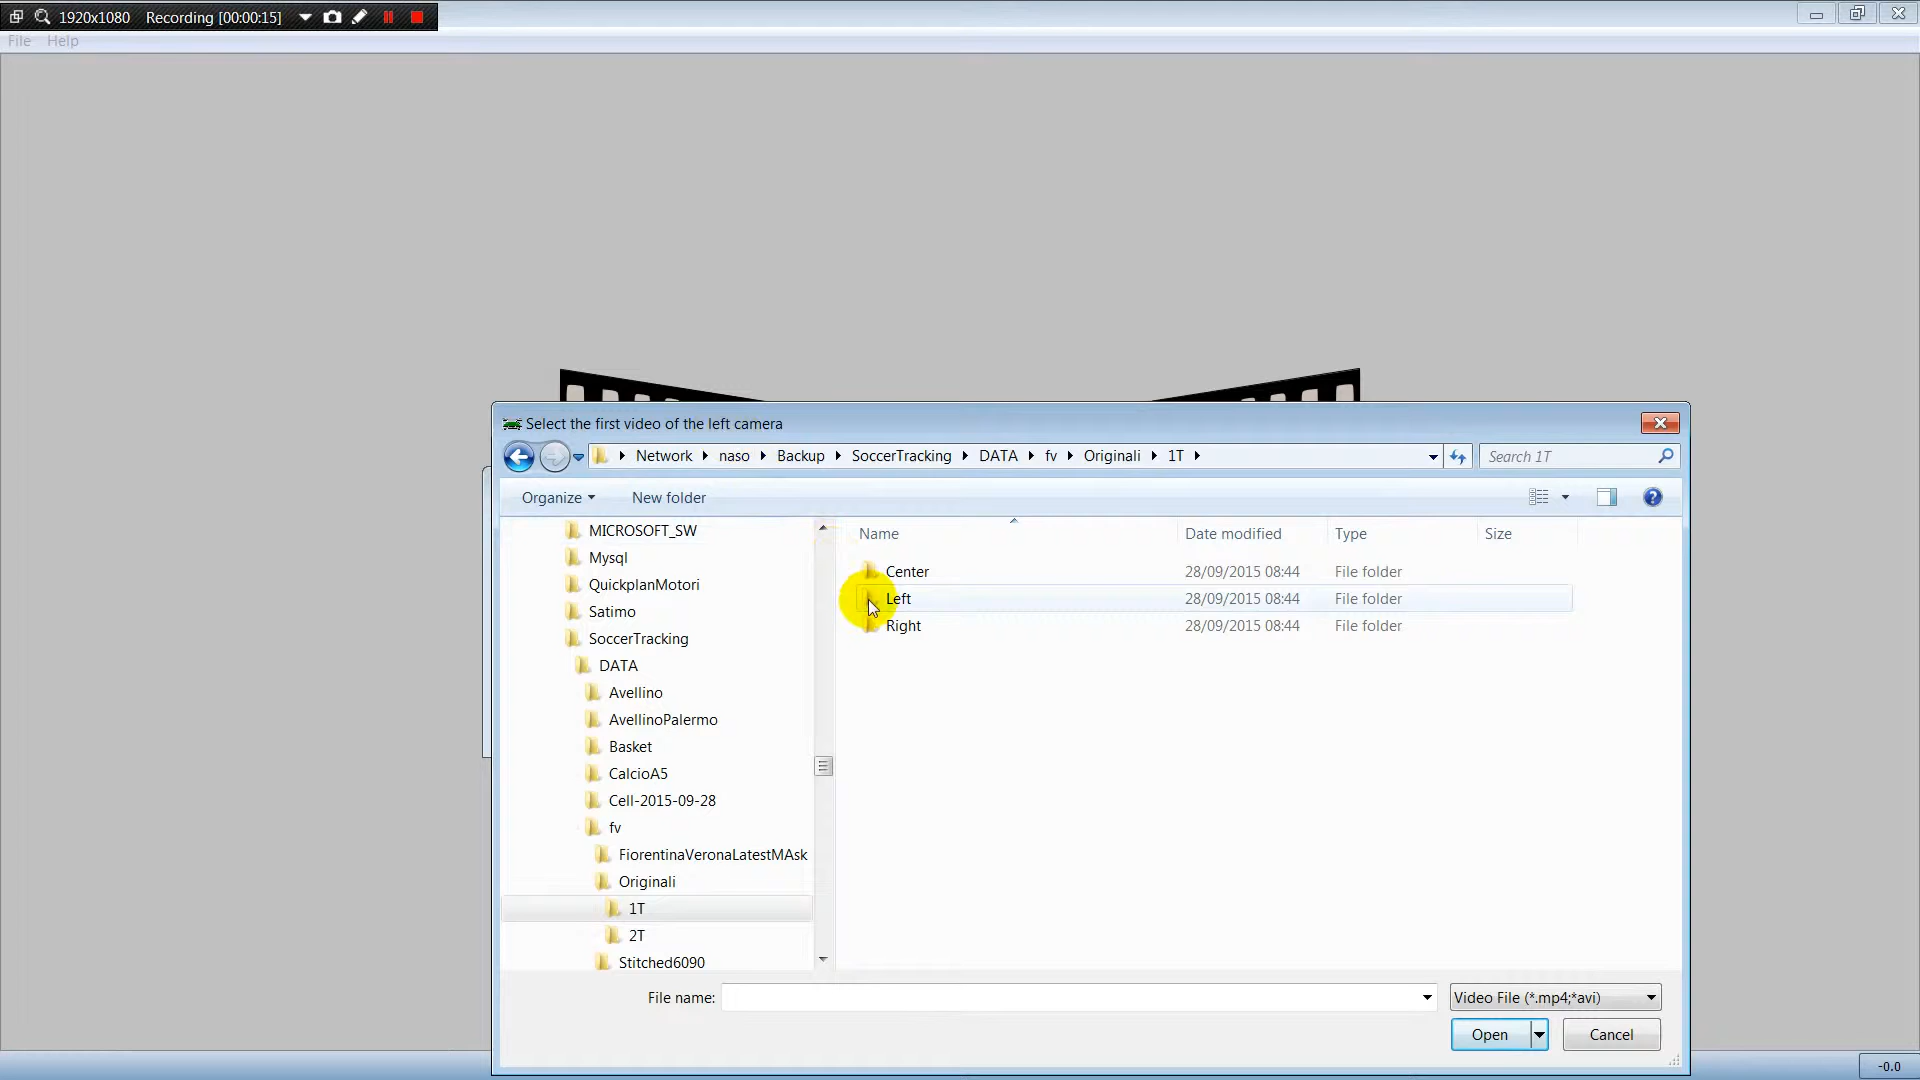 1920x1080 Recording [00:00:15]
File Help
Select the first video of the left camera
Network naso Backup SoccerTracking DATA fv Originali 1T
Search 1T
Organize New folder
Name Date modified Type Size
MICROSOFT_SW
Mysql
QuickplanMotori
Satimo
SoccerTracking
DATA
Avellino
AvellinoPalermo
Basket
CalcioA5
Cell-2015-09-28
fv
FiorentinaVeronaLatestMAsk
Originali
1T
2T
Stitched6090
Center 28/09/2015 08:44 File folder
Left 28/09/2015 08:44 File folder
Right 28/09/2015 08:44 File folder
File name:
Video File (*.mp4;*avi)
Open Cancel
-0.0